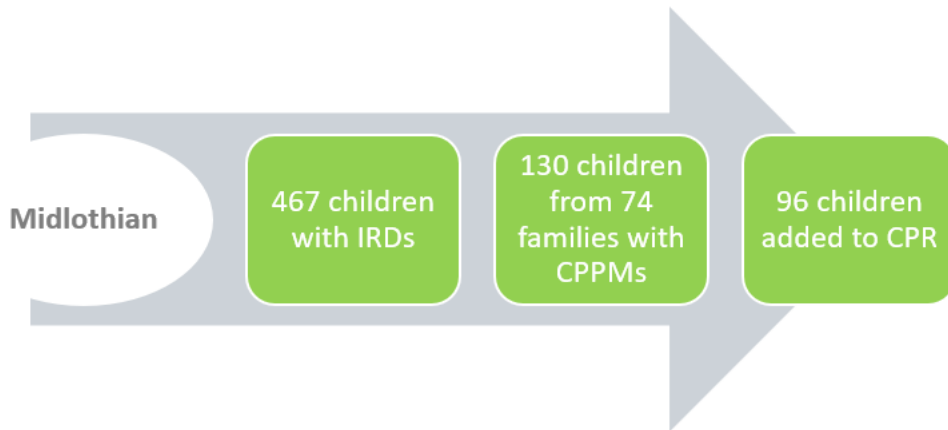 Midlothian
467 children
with IRDs
130 children
from 74
families with
CPPMs
96 children
added to CPR